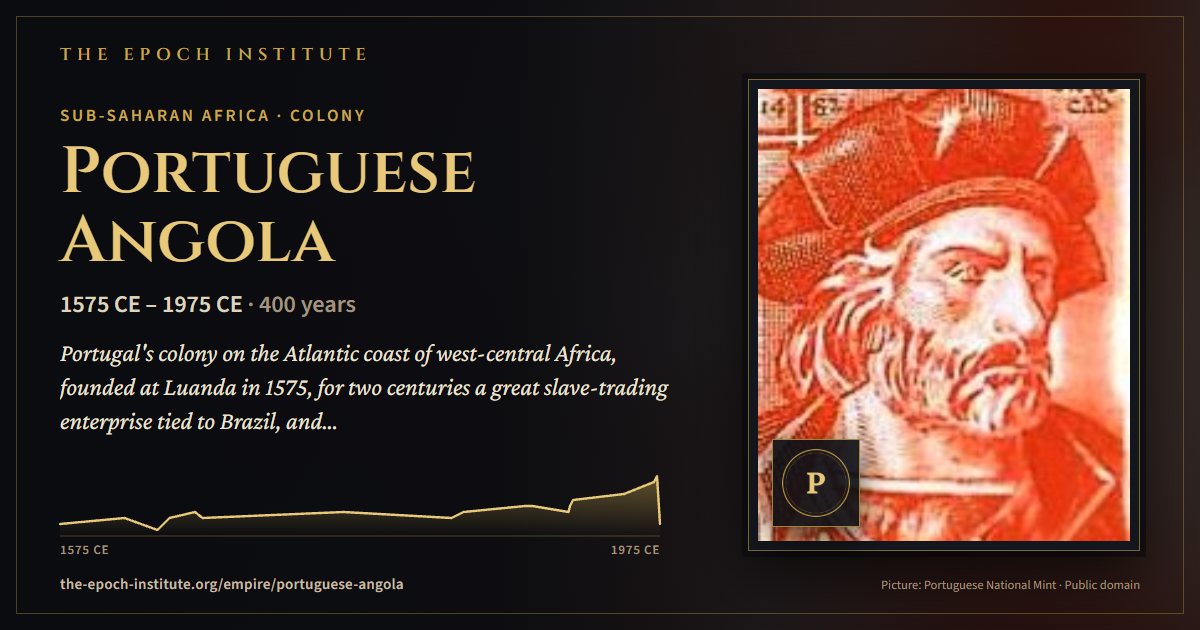 THE EPOCH INSTITUTE
SUB-SAHARAN AFRICA · COLONY
PORTUGUESE
ANGOLA
1575 CE – 1975 CE · 400 years
Portugal's colony on the Atlantic coast of west-central Africa,
founded at Luanda in 1575, for two centuries a great slave-trading
enterprise tied to Brazil, and...
1575 CE
1975 CE
the-epoch-institute.org/empire/portuguese-angola
1482
CÃO
P
Picture: Portuguese National Mint · Public domain